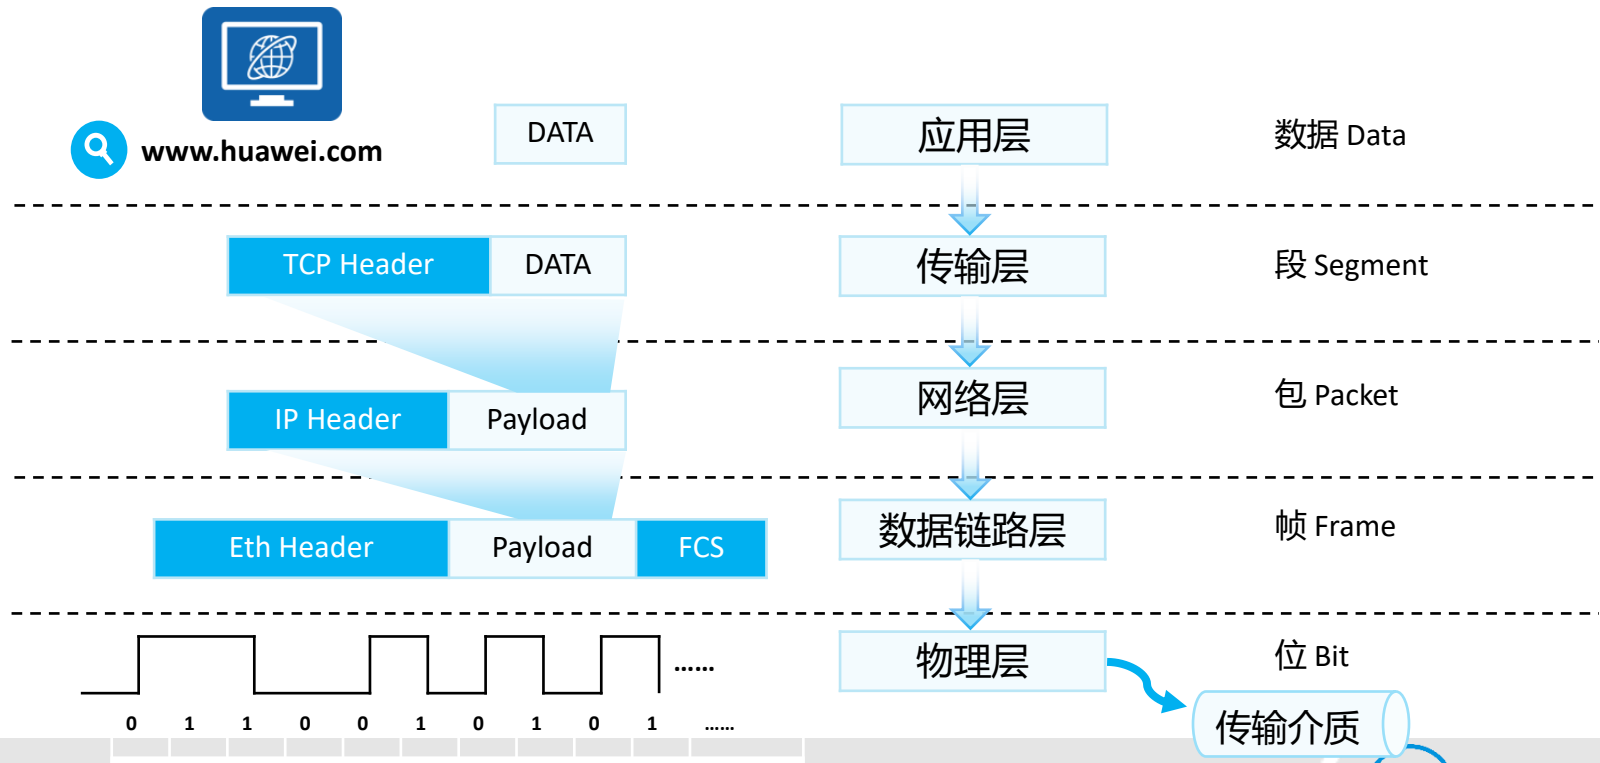 www.huawei.com
DATA
应用层
数据 Data
TCP Header
DATA
传输层
段 Segment
IP Header
Payload
网络层
包 Packet
Eth Header
Payload
FCS
数据链路层
帧 Frame
......
物理层
位 Bit
0 1 1 0 0 1 0 1 0 1 ......
传输介质